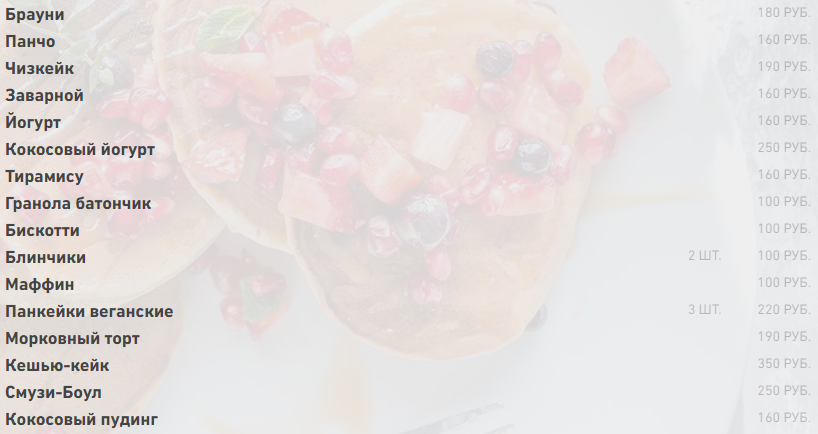 Брауни 180 РУБ.
Панчо 160 РУБ.
Чизкейк 190 РУБ.
Заварной 160 РУБ.
Йогурт 160 РУБ.
Кокосовый йогурт 250 РУБ.
Тирамису 160 РУБ.
Гранола батончик 100 РУБ.
Бискотти 100 РУБ.
Блинчики 2 ШТ. 100 РУБ.
Маффин 100 РУБ.
Панкейки веганские 3 ШТ. 220 РУБ.
Морковный торт 190 РУБ.
Кешью-кейк 350 РУБ.
Смузи-Боул 250 РУБ.
Кокосовый пудинг 160 РУБ.